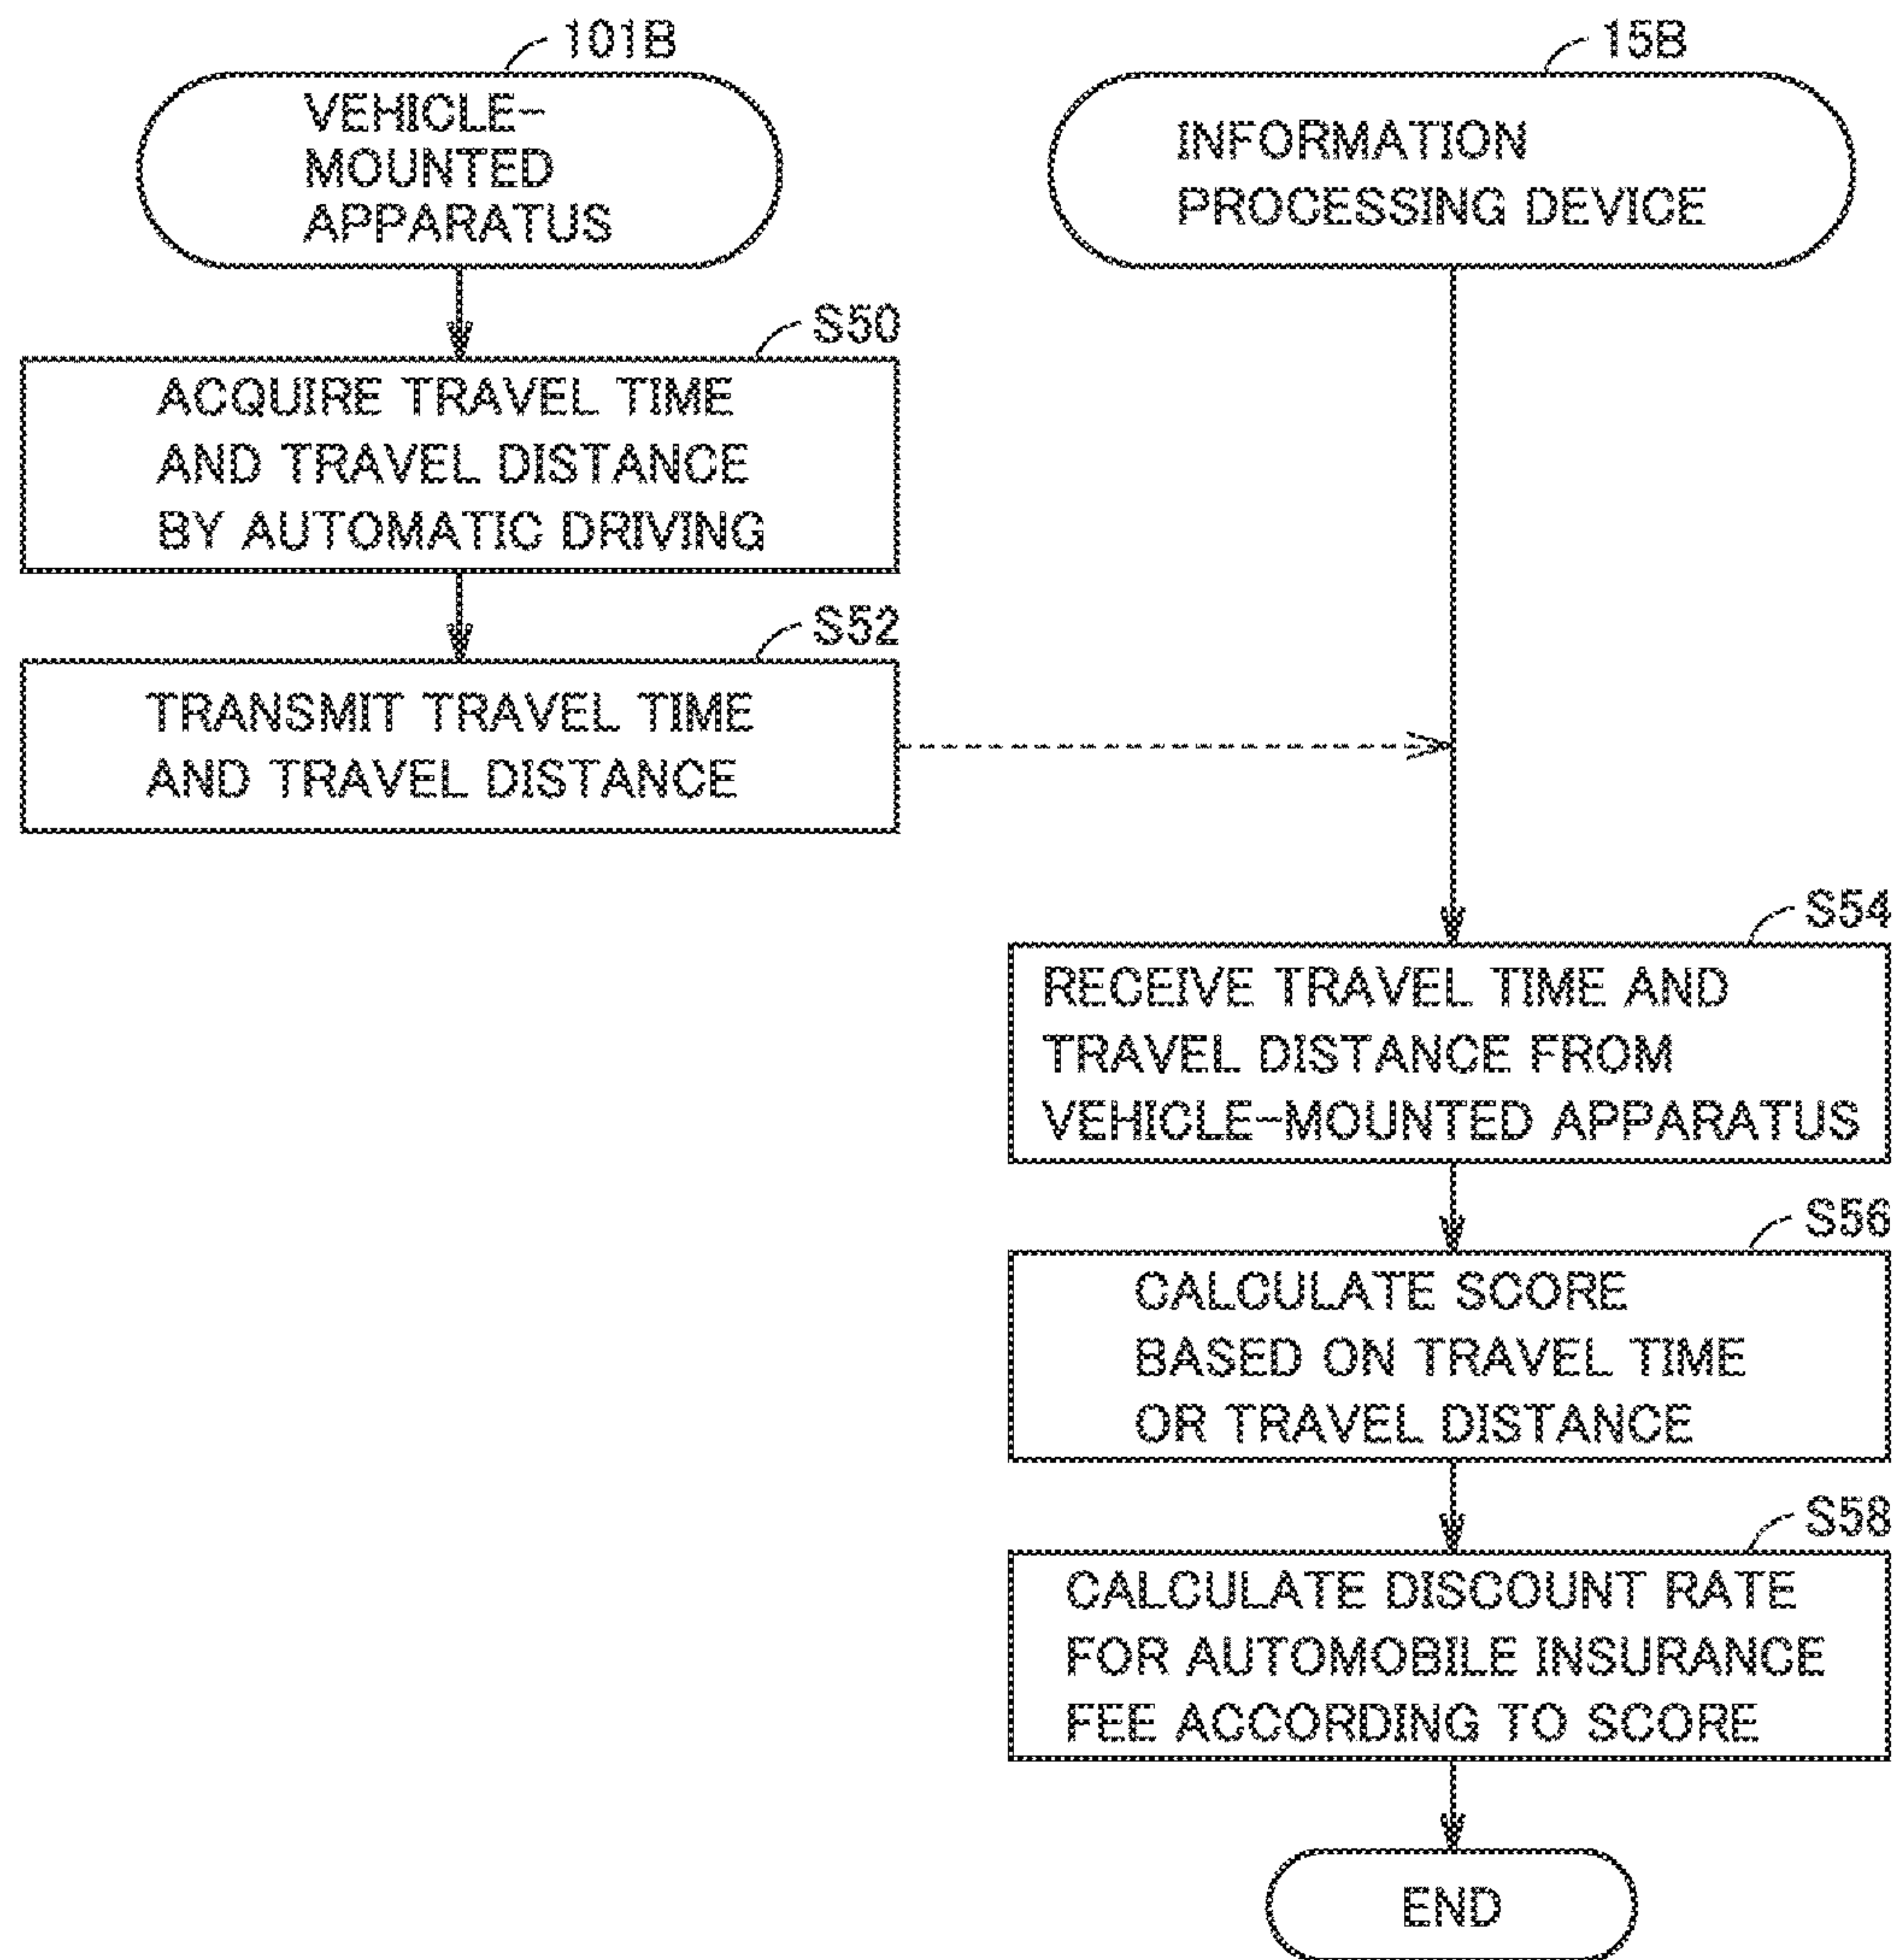 101B
VEHICLE-
MOUNTED
APPARATUS
15B
INFORMATION
PROCESSING DEVICE
S50
ACQUIRE TRAVEL TIME
AND TRAVEL DISTANCE
BY AUTOMATIC DRIVING
S52
TRANSMIT TRAVEL TIME
AND TRAVEL DISTANCE
S54
RECEIVE TRAVEL TIME AND
TRAVEL DISTANCE FROM
VEHICLE-MOUNTED APPARATUS
S56
CALCULATE SCORE
BASED ON TRAVEL TIME
OR TRAVEL DISTANCE
S58
CALCULATE DISCOUNT RATE
FOR AUTOMOBILE INSURANCE
FEE ACCORDING TO SCORE
END